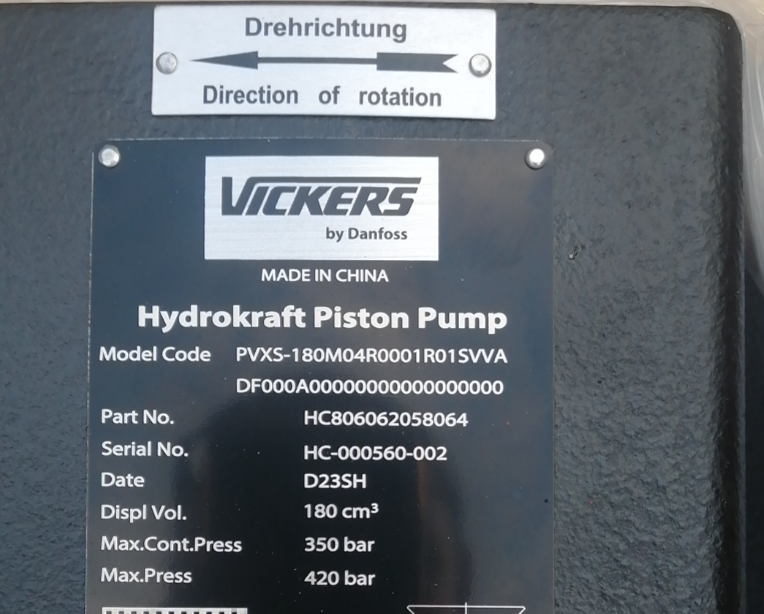 Drehrichtung
Direction of rotation
VICKERS
by Danfoss
MADE IN CHINA
Hydrokraft Piston Pump
Model Code PVXS-180M04R0001R01SVVA
DF000A00000000000000000
Part No. HC806062058064
Serial No. HC-000560-002
Date D23SH
Displ Vol. 180 cm³
Max.Cont.Press 350 bar
Max.Press 420 bar